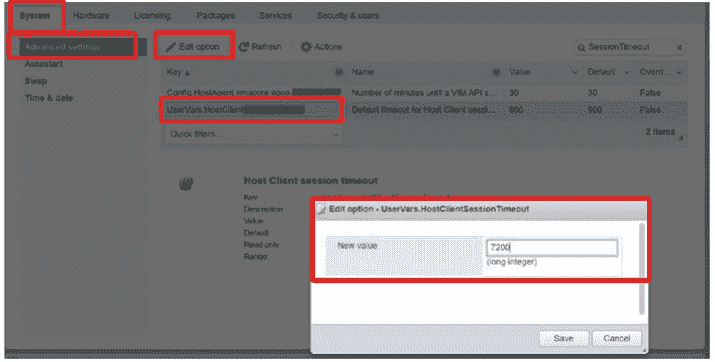 System Hardware Licensing Packages Services Security & users
Advanced settings
Autostart
Swap
Time & date
Edit option Refresh Actions SessionTimeout
Key Name Value Default Overri...
Config.HostAgent.vmacore.soap. Number of minutes until a VIM API s... 30 30 False
UserVars.HostClient Default timeout for Host Client sessi... 900 900 False
Quick filters... 2 items
Host Client session timeout
Key
Description
Value
Default
Read only
Range
Edit option - UserVars.HostClientSessionTimeout
New value 7200
(long integer)
Save Cancel